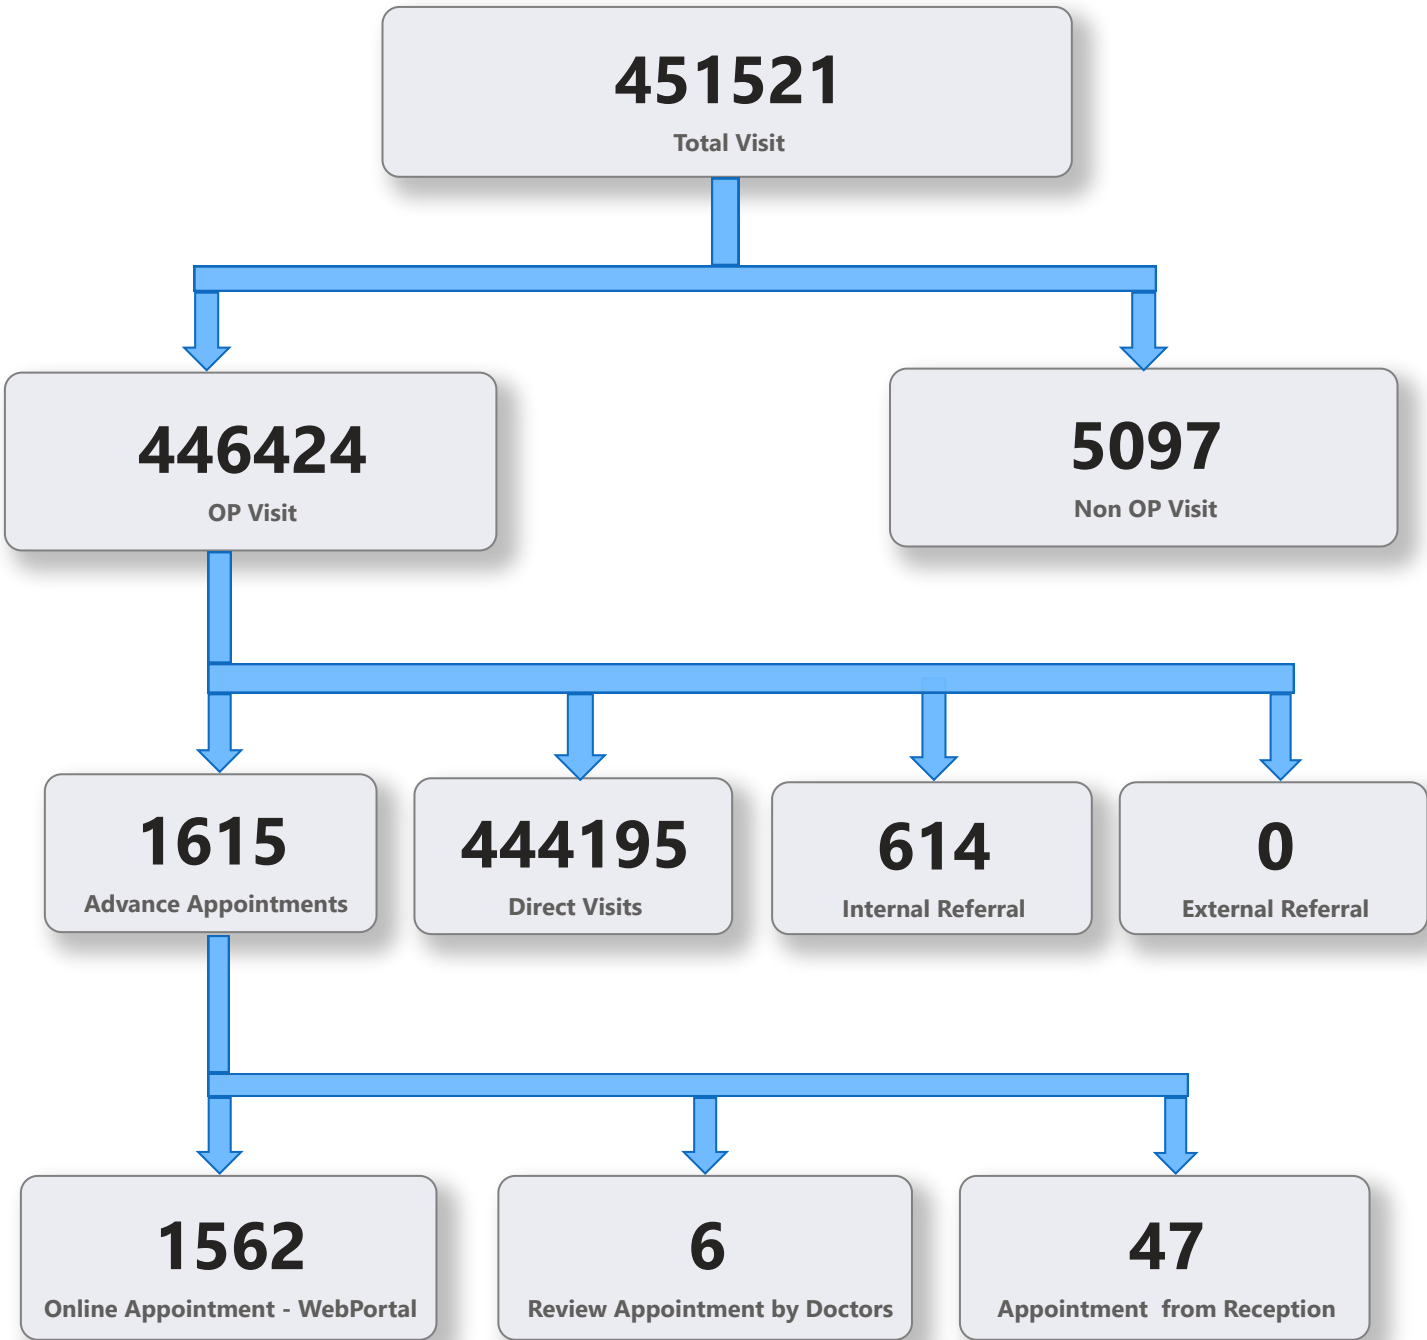 451521
Total Visit
446424
OP Visit
5097
Non OP Visit
1615
Advance Appointments
444195
Direct Visits
614
Internal Referral
0
External Referral
1562
Online Appointment - WebPortal
6
Review Appointment by Doctors
47
Appointment  from Reception